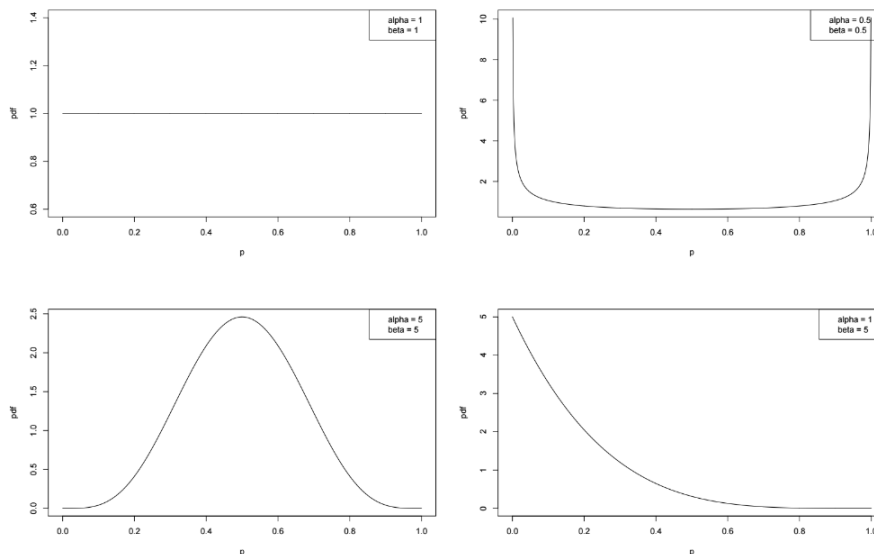 alpha = 1
beta = 1
pdf
1.4
1.2
1.0
0.8
0.6
0.0 0.2 0.4 0.6 0.8 1.0
p
alpha = 0.5
beta = 0.5
pdf
10
8
6
4
2
0.0 0.2 0.4 0.6 0.8 1.0
p
alpha = 5
beta = 5
pdf
2.5
2.0
1.5
1.0
0.5
0.0
0.0 0.2 0.4 0.6 0.8 1.0
p
alpha = 1
beta = 5
pdf
5
4
3
2
1
0
0.0 0.2 0.4 0.6 0.8 1.0
p